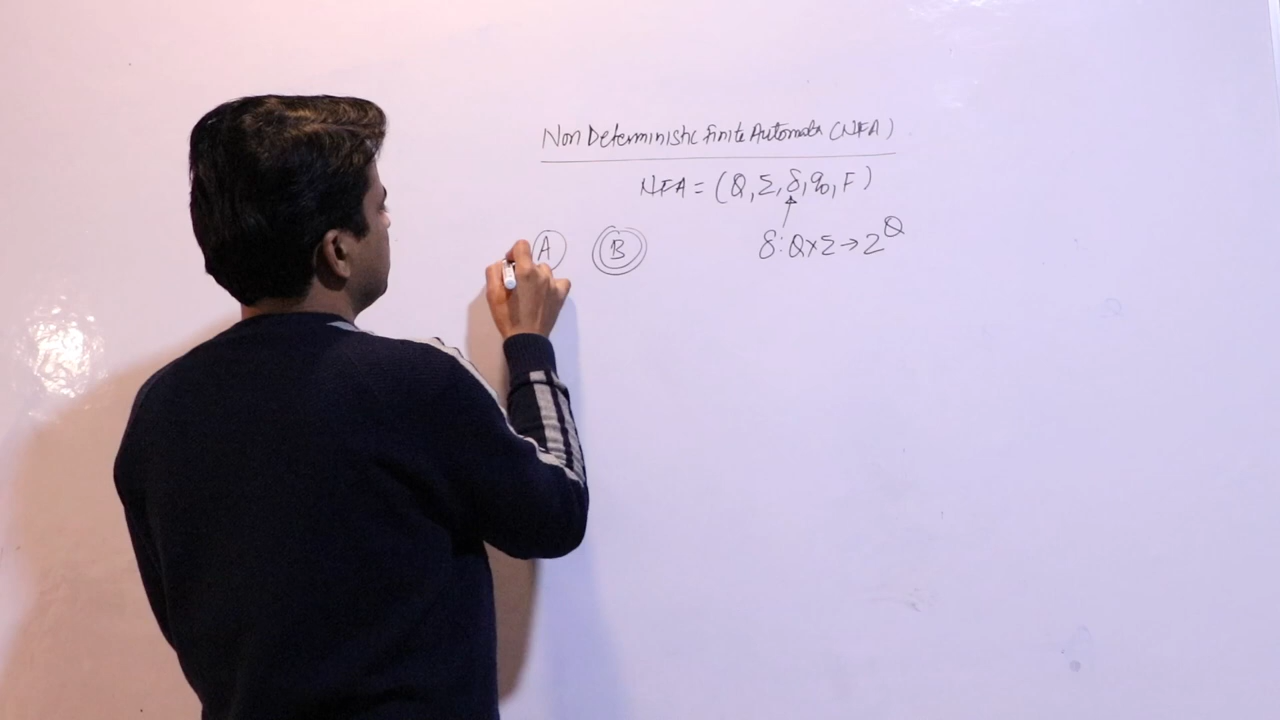 Non Deterministic finite Automata (NFA)
NFA = (Q, Σ, δ, q0, F)
A B δ: Q×Σ→2^Q